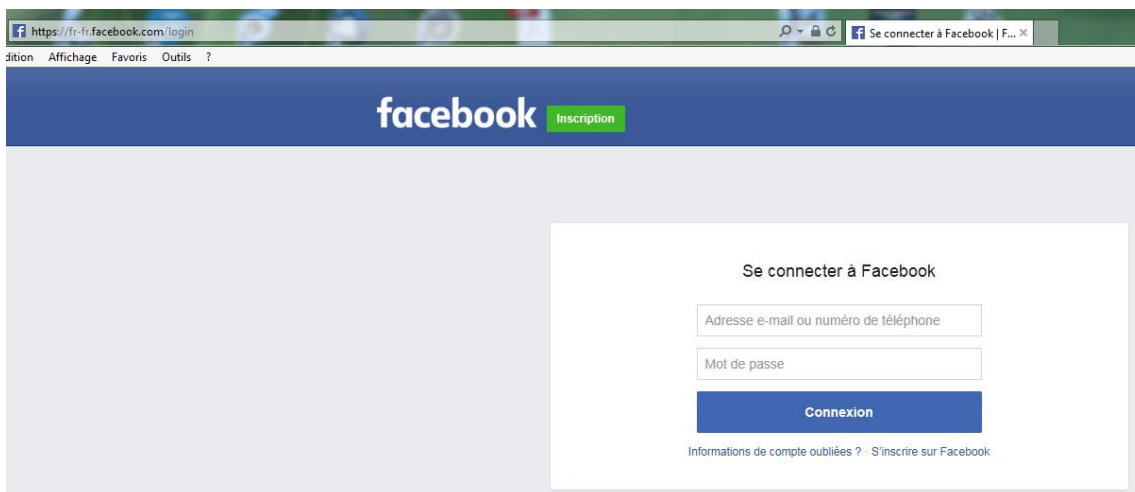 https://fr-fr.facebook.com/login
Se connecter à Facebook | F...
dition Affichage Favoris Outils ?
facebook Inscription
Se connecter à Facebook
Adresse e-mail ou numéro de téléphone
Mot de passe
Connexion
Informations de compte oubliées ? · S'inscrire sur Facebook